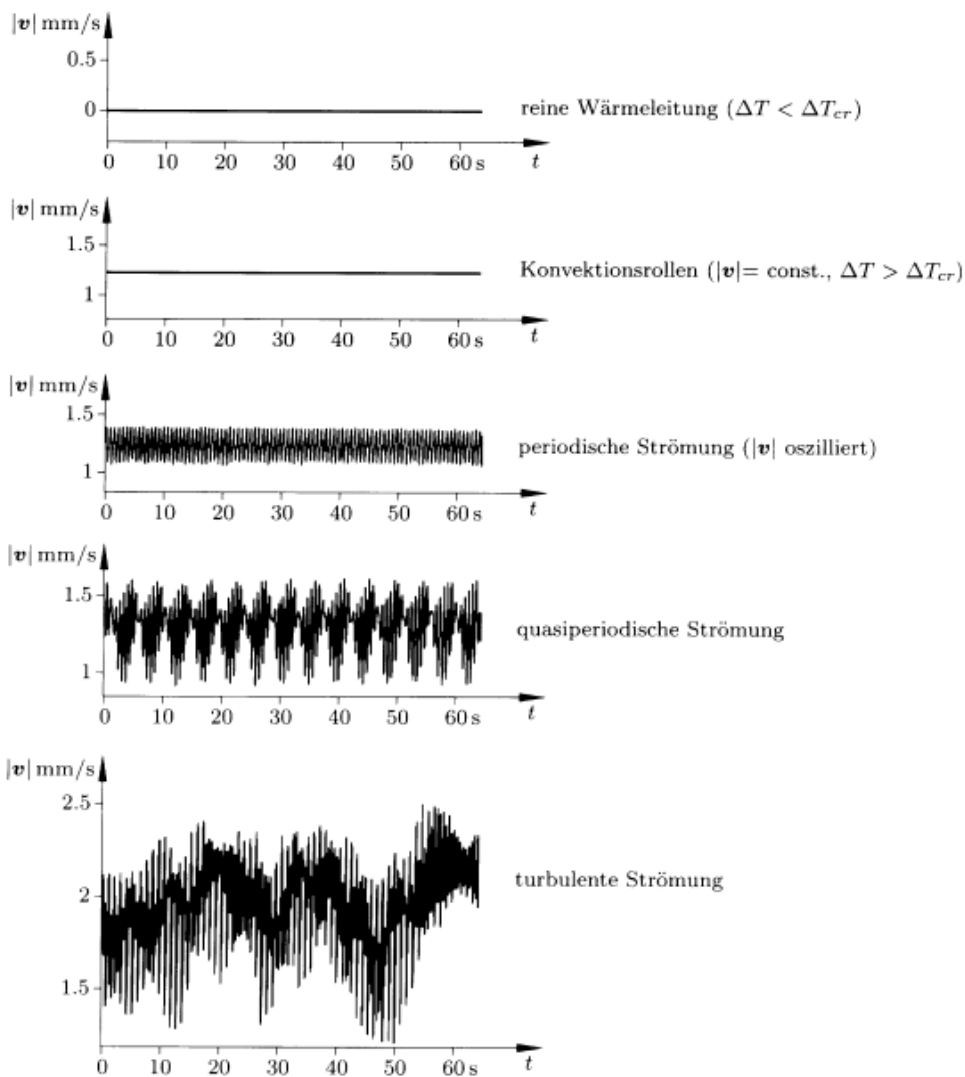 |v| mm/s
0.5
0
reine Wärmeleitung (ΔT < ΔT_cr)
0 10 20 30 40 50 60 s t
|v| mm/s
1.5
1
Konvektionsrollen (|v|= const., ΔT > ΔT_cr)
0 10 20 30 40 50 60 s t
|v| mm/s
1.5
1
periodische Strömung (|v| oszilliert)
0 10 20 30 40 50 60 s t
|v| mm/s
1.5
1
quasiperiodische Strömung
0 10 20 30 40 50 60 s t
|v| mm/s
2.5
2
1.5
turbulente Strömung
0 10 20 30 40 50 60 s t